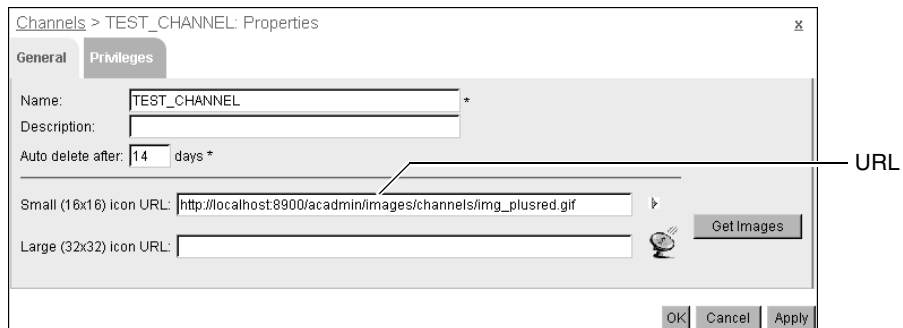 Channels > TEST_CHANNEL: Properties x
General Privileges
Name: TEST_CHANNEL *
Description:
Auto delete after: 14 days *
URL
Small (16x16) icon URL: http://localhost:8900/acadmin/images/channels/img_plusred.gif
Get Images
Large (32x32) icon URL:
OK Cancel Apply